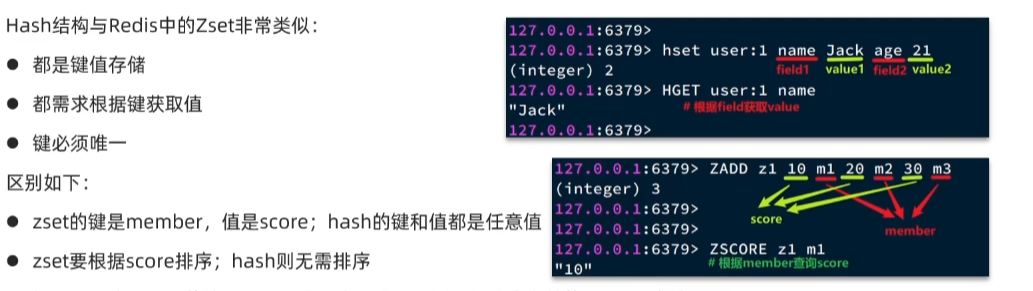 Hash结构与Redis中的Zset非常类似：
● 都是键值存储
● 都需求根据键获取值
● 键必须唯一
区别如下：
● zset的键是member，值是score；hash的键和值都是任意值
● zset要根据score排序；hash则无需排序
127.0.0.1:6379>
127.0.0.1:6379> hset user:1 name Jack age 21
(integer) 2
field1 value1 field2 value2
127.0.0.1:6379> HGET user:1 name
"Jack"
# 根据field获取value
127.0.0.1:6379>
127.0.0.1:6379> ZADD z1 10 m1 20 m2 30 m3
(integer) 3
127.0.0.1:6379>
score
127.0.0.1:6379>
member
127.0.0.1:6379> ZSCORE z1 m1
"10"
# 根据member查询score